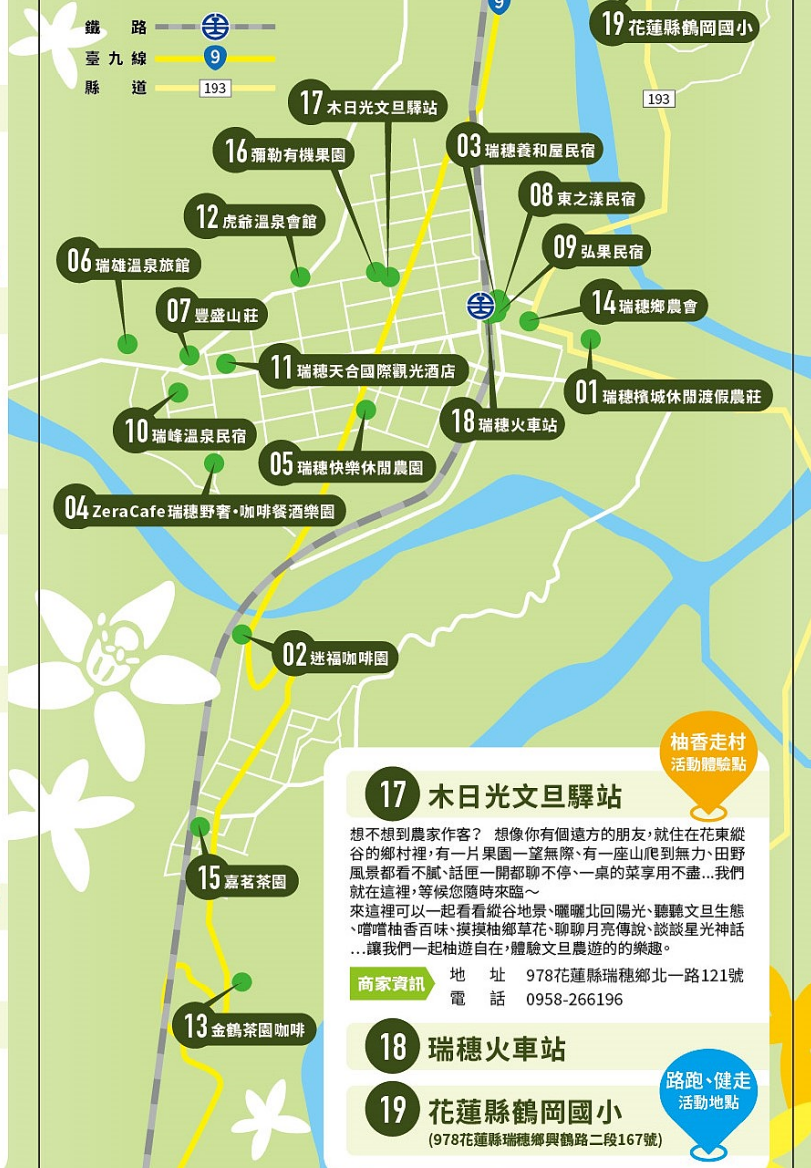 9
19 花蓮縣鶴岡國小
鐵 路
臺九線 9
縣 道 193
193
17 木日光文旦驛站
16 彌勒有機果園
03 瑞穗養和屋民宿
08 東之漾民宿
12 虎爺溫泉會館
09 弘果民宿
06 瑞雄溫泉旅館
07 豐盛山莊
14 瑞穗鄉農會
11 瑞穗天合國際觀光酒店
01 瑞穗檳城休閒渡假農莊
10 瑞峰溫泉民宿
18 瑞穗火車站
05 瑞穗快樂休閒農園
04 ZeraCafe瑞穗野奢•咖啡餐酒樂園
02 迷福咖啡園
15 嘉茗茶園
13 金鶴茶園咖啡
柚香走村
活動體驗點
17 木日光文旦驛站
想不想到農家作客? 想像你有個遠方的朋友,就住在花東縱
谷的鄉村裡,有一片果園一望無際、有一座山爬到無力、田野
風景都看不膩、話匣一開都聊不停、一桌的菜享用不盡...我們
就在這裡,等候您隨時來臨～
來這裡可以一起看看縱谷地景、曬曬北回陽光、聽聽文旦生態
、嚐嚐柚香百味、摸摸柚鄉草花、聊聊月亮傳說、談談星光神話
...讓我們一起柚遊自在,體驗文旦農遊的的樂趣。
商家資訊
地 址 978花蓮縣瑞穗鄉北一路121號
電 話 0958-266196
18 瑞穗火車站
路跑、健走
活動地點
19 花蓮縣鶴岡國小
(978花蓮縣瑞穗鄉興鶴路二段167號)